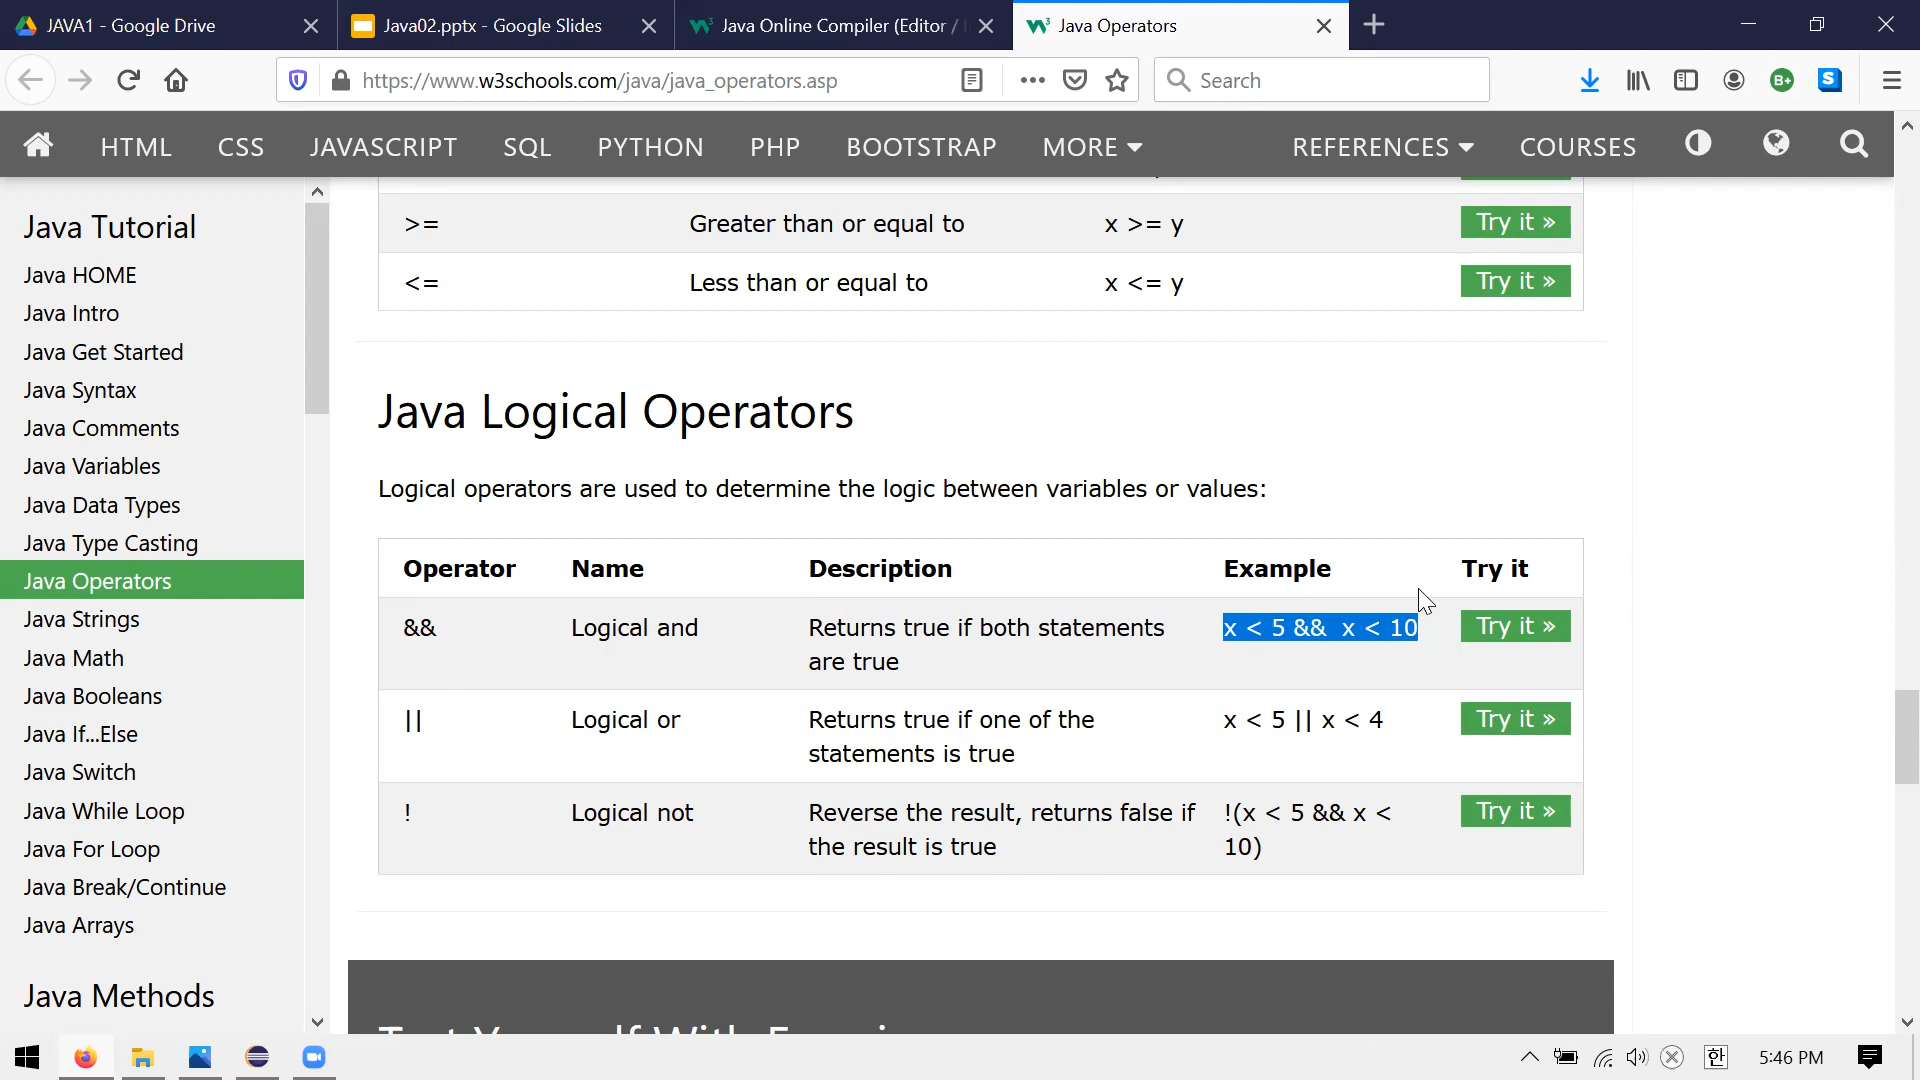 JAVA1 - Google Drive
Java02.pptx - Google Slides
Java Online Compiler (Editor /
Java Operators
https://www.w3schools.com/java/java_operators.asp
Search
B+
S
HTML CSS JAVASCRIPT SQL PYTHON PHP BOOTSTRAP MORE REFERENCES COURSES
Java Tutorial
Java HOME
Java Intro
Java Get Started
Java Syntax
Java Comments
Java Variables
Java Data Types
Java Type Casting
Java Operators
Java Strings
Java Math
Java Booleans
Java If...Else
Java Switch
Java While Loop
Java For Loop
Java Break/Continue
Java Arrays
Java Methods
>= Greater than or equal to x >= y Try it »
<= Less than or equal to x <= y Try it »
Java Logical Operators
Logical operators are used to determine the logic between variables or values:
Operator Name Description Example Try it
&& Logical and Returns true if both statements x < 5 &&  x < 10 Try it »
are true
|| Logical or Returns true if one of the x < 5 || x < 4 Try it »
statements is true
! Logical not Reverse the result, returns false if !(x < 5 && x < Try it »
the result is true 10)
한
5:46 PM